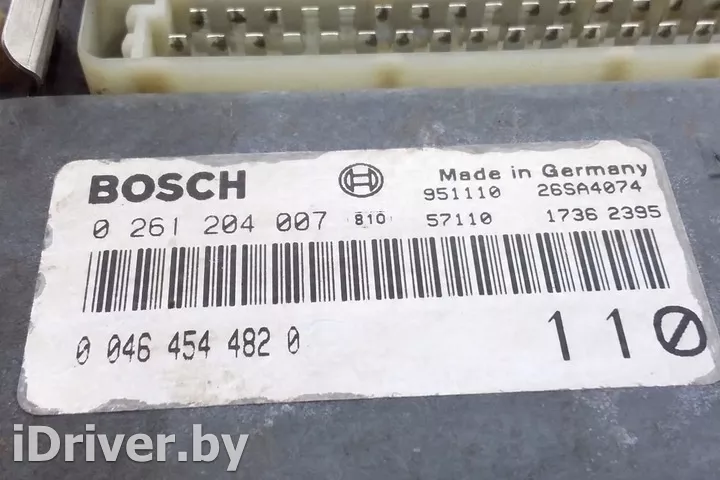 BOSCH
Made in Germany
951110 26SA4074
0 261 204 007 810 57110 1736 2395
0 046 454 482 0
110
iDriver.by